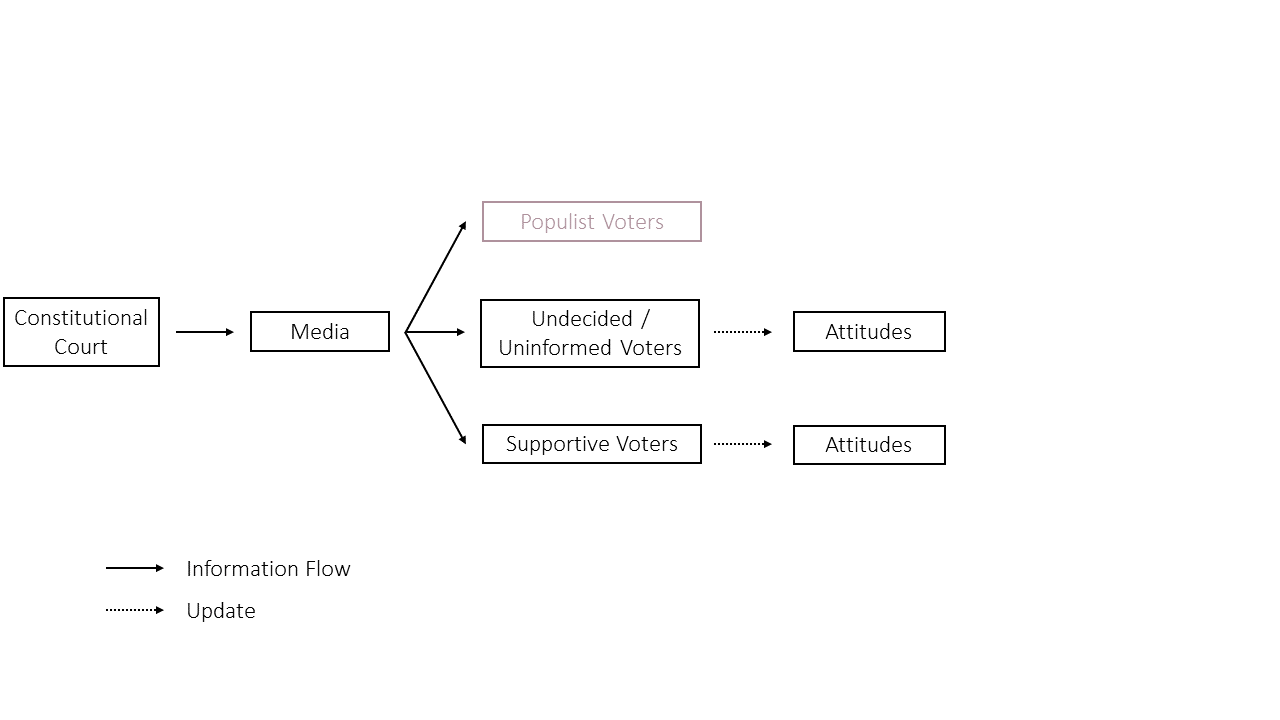 Populist Voters
Constitutional
Court
Media
Undecided /
Uninformed Voters
Attitudes
Supportive Voters
Attitudes
Information Flow
Update